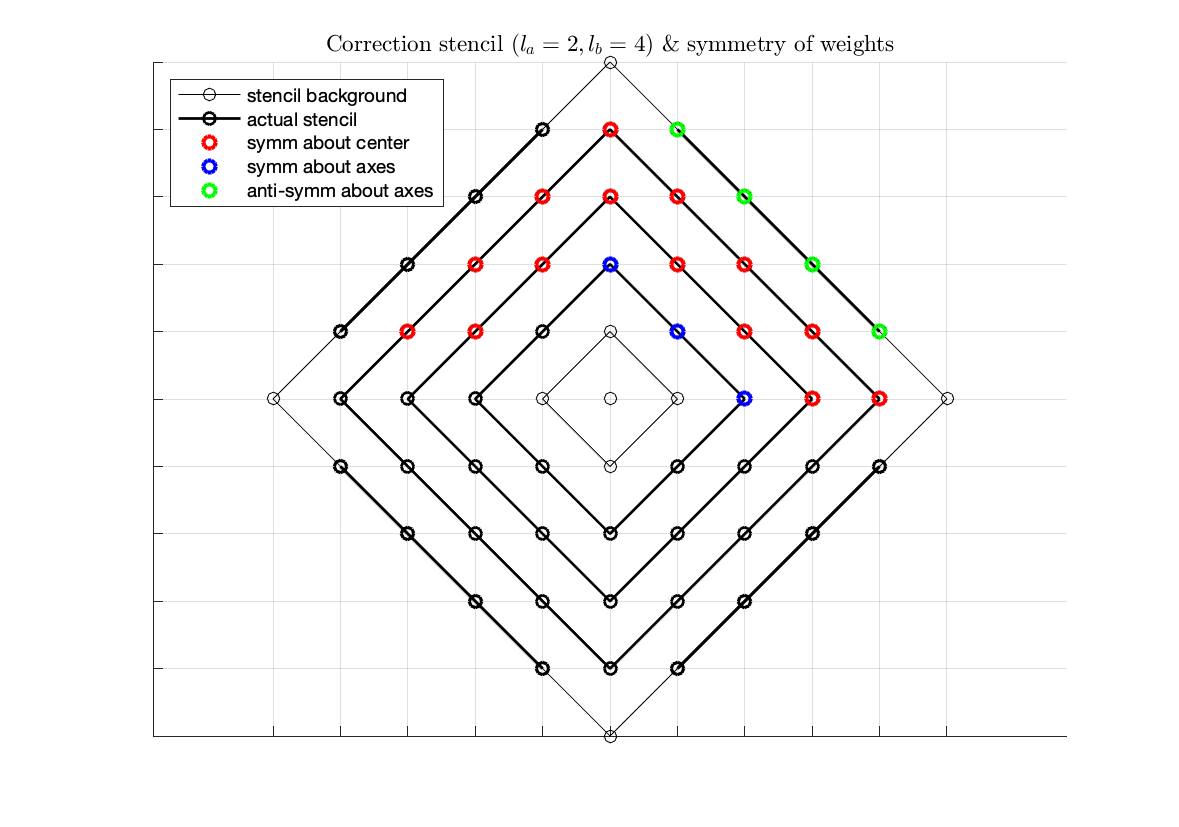 Correction stencil (l_a = 2, l_b = 4) & symmetry of weights
stencil background
actual stencil
symm about center
symm about axes
anti-symm about axes